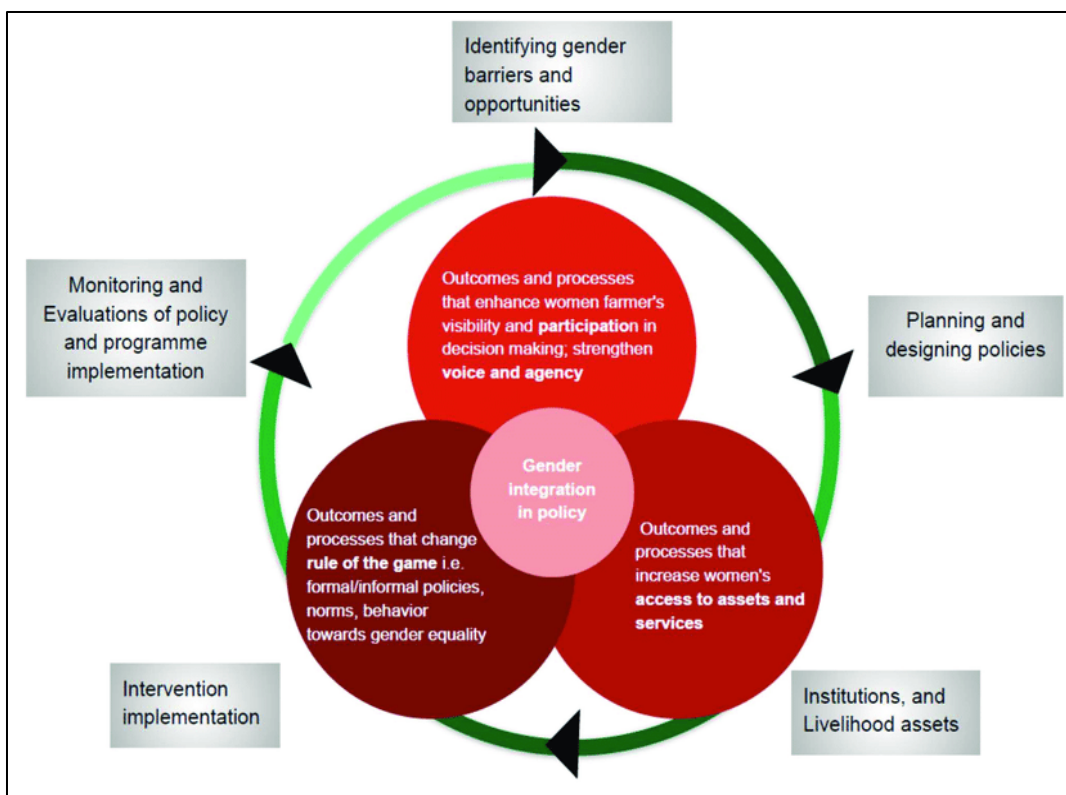 Identifying gender
barriers and
opportunities
Monitoring and
Evaluations of policy
and programme
implementation
Outcomes and processes
that enhance women farmer's
visibility and participation in
decision making; strengthen
voice and agency
Planning and
designing policies
Gender
integration
in policy
Outcomes and
processes that change
rule of the game i.e.
formal/informal policies,
norms, behavior
towards gender equality
Outcomes and
processes that
increase women's
access to assets and
services
Intervention
implementation
Institutions, and
Livelihood assets